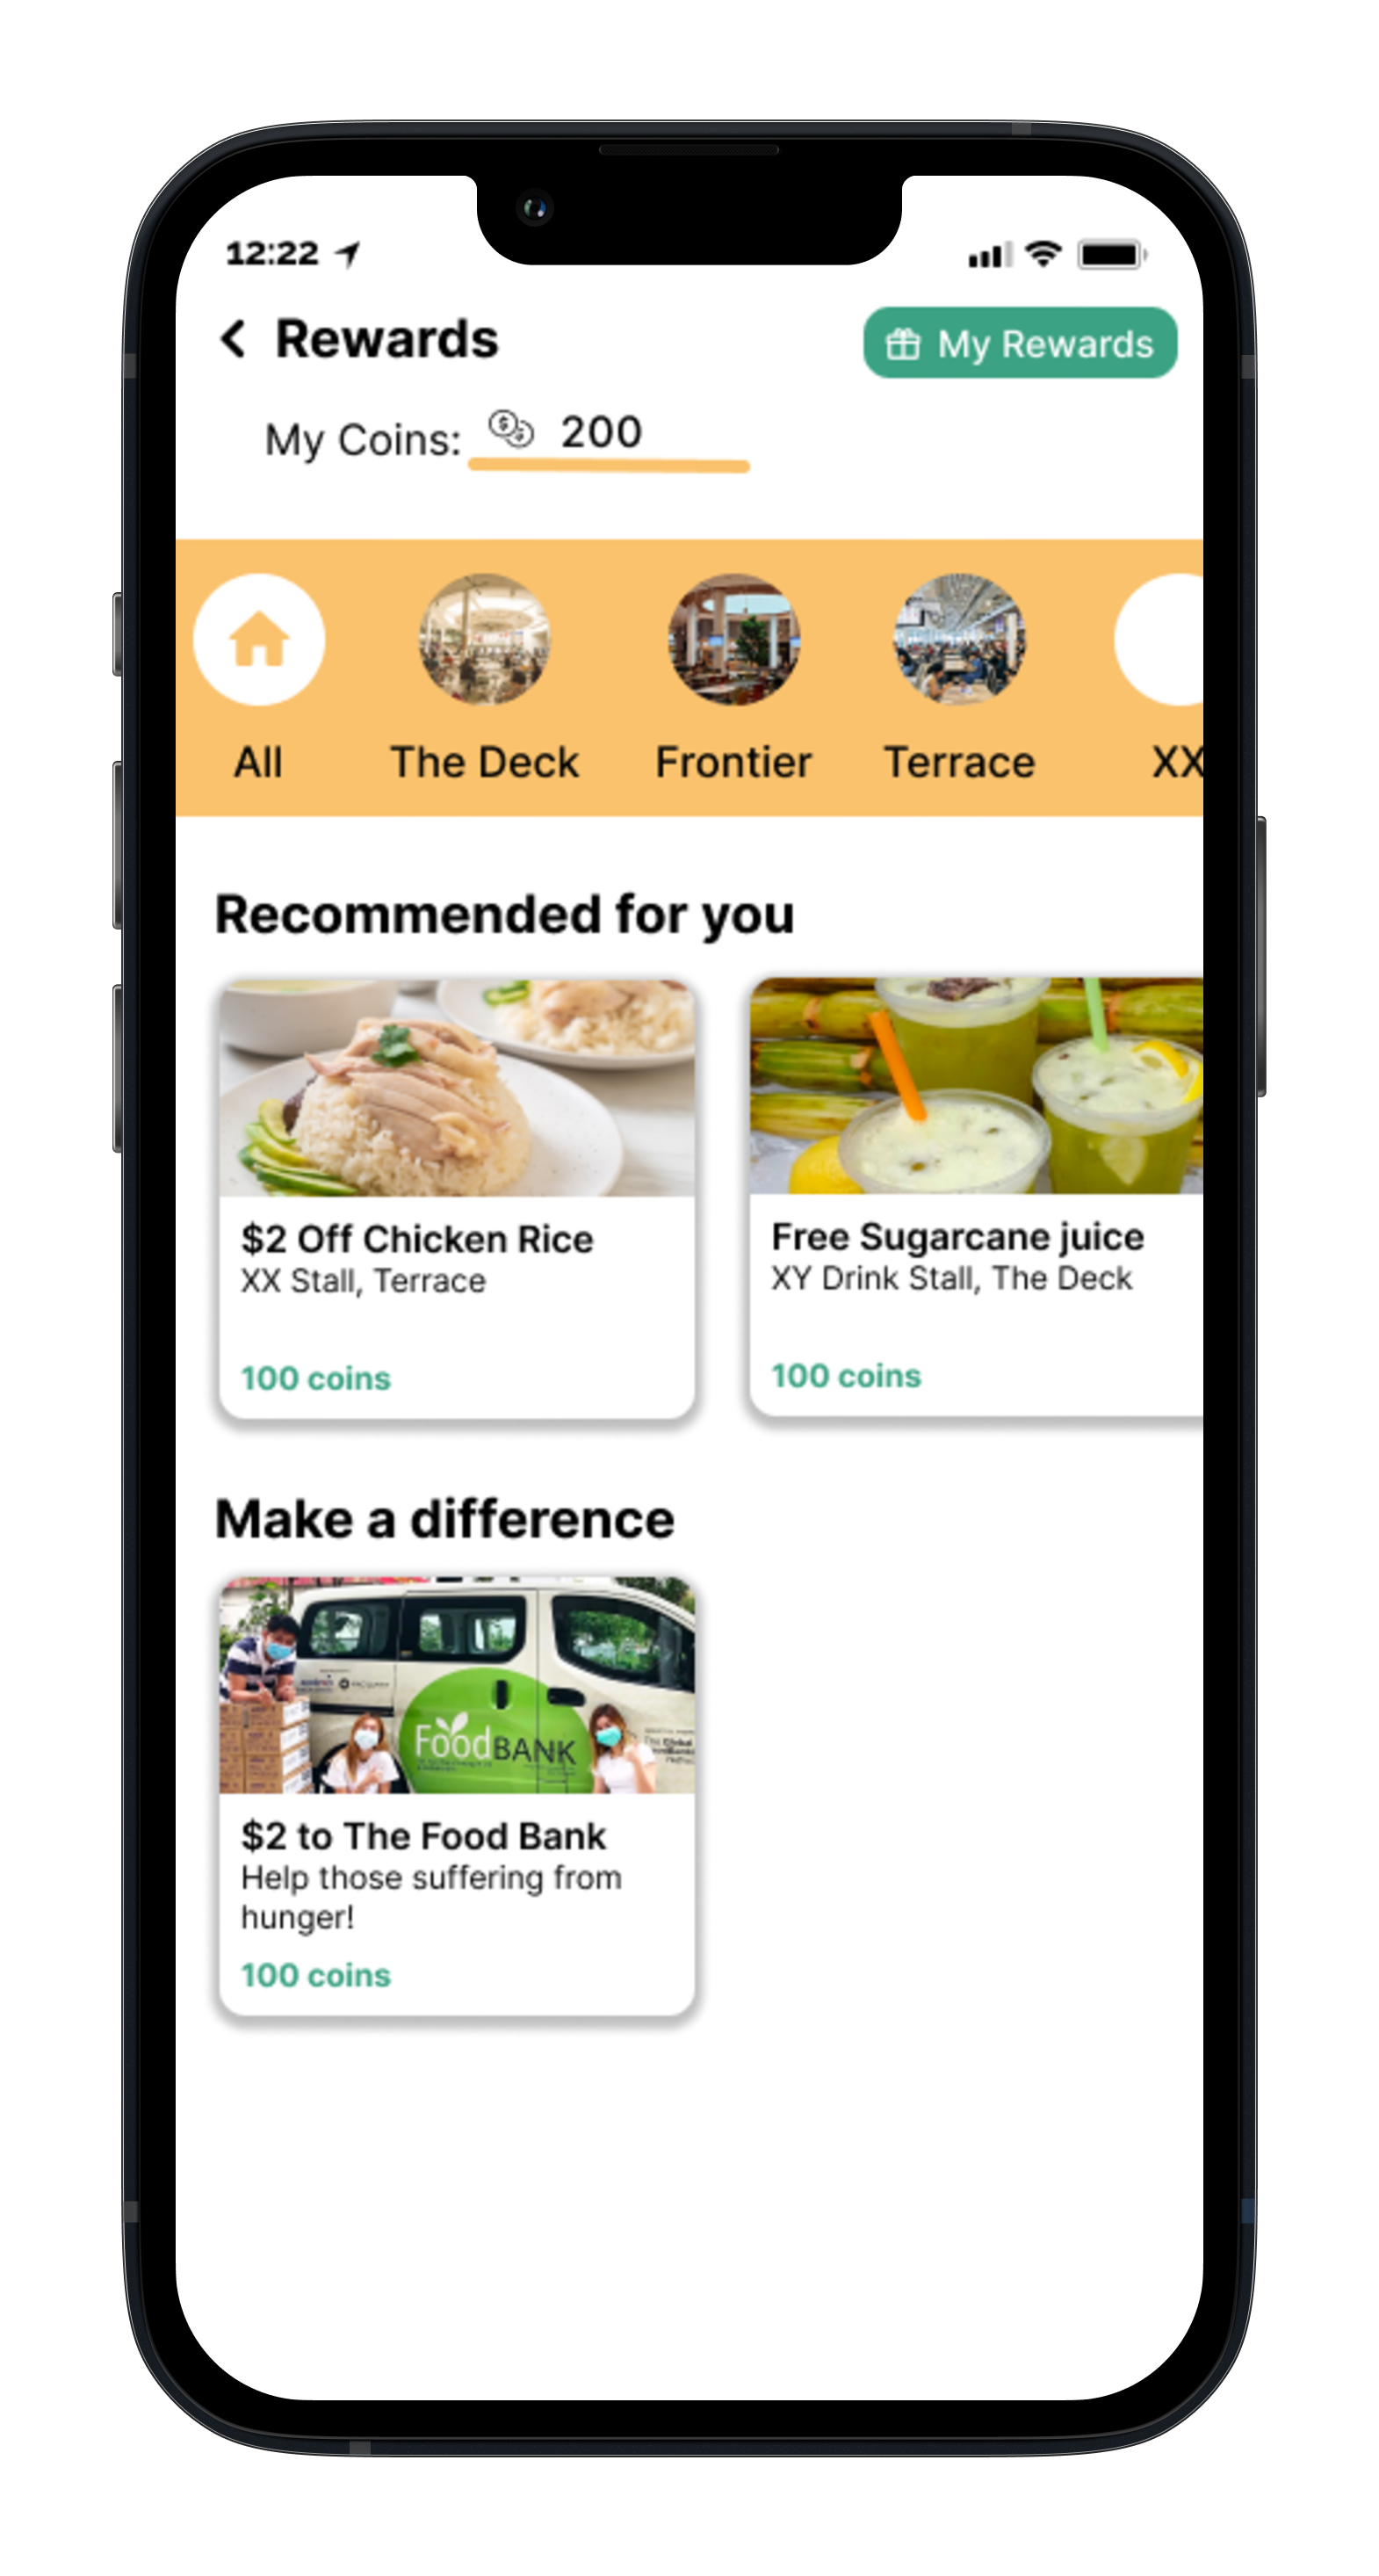 12:22
Rewards
My Rewards
My Coins: 200
All
The Deck
Frontier
Terrace
XX
Recommended for you
$2 Off Chicken Rice
XX Stall, Terrace
100 coins
Free Sugarcane juice
XY Drink Stall, The Deck
100 coins
Make a difference
FoodBANK
$2 to The Food Bank
Help those suffering from
hunger!
100 coins